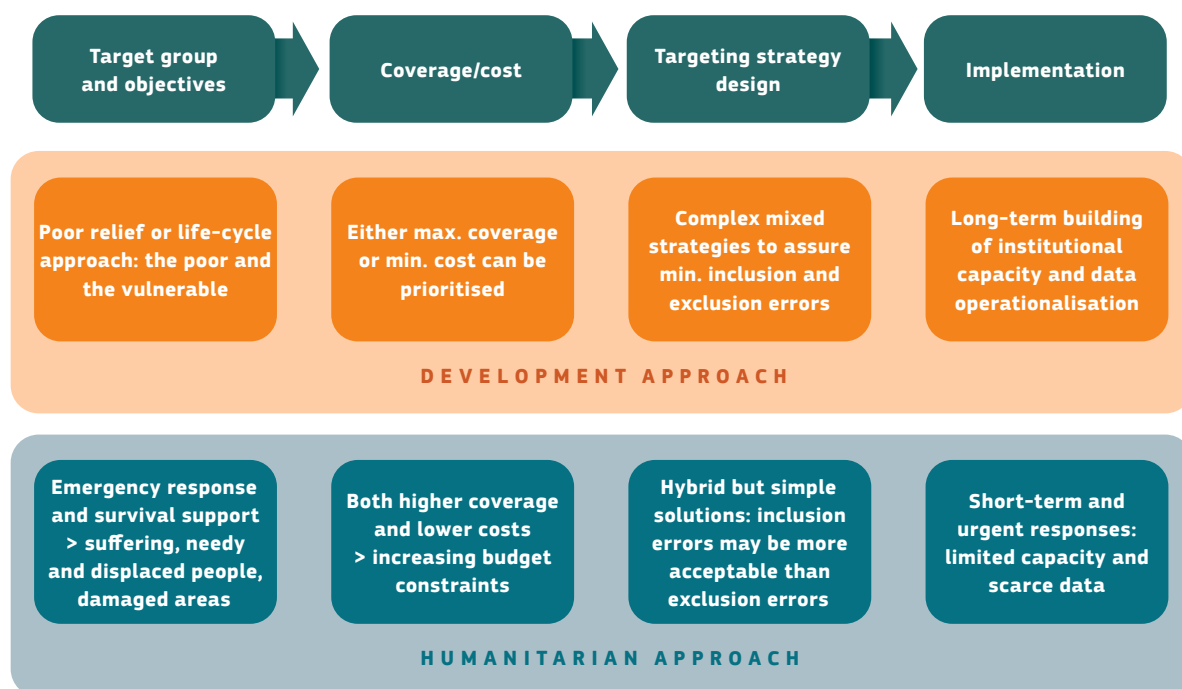 Target group
and objectives
Coverage/cost
Targeting strategy
design
Implementation
Poor relief or life-cycle
approach: the poor and
the vulnerable
Either max. coverage
or min. cost can be
prioritised
Complex mixed
strategies to assure
min. inclusion and
exclusion errors
Long-term building
of institutional
capacity and data
operationalisation
DEVELOPMENT APPROACH
Emergency response
and survival support
> suffering, needy
and displaced people,
damaged areas
Both higher coverage
and lower costs
> increasing budget
constraints
Hybrid but simple
solutions: inclusion
errors may be more
acceptable than
exclusion errors
Short-term and
urgent responses:
limited capacity and
scarce data
HUMANITARIAN APPROACH